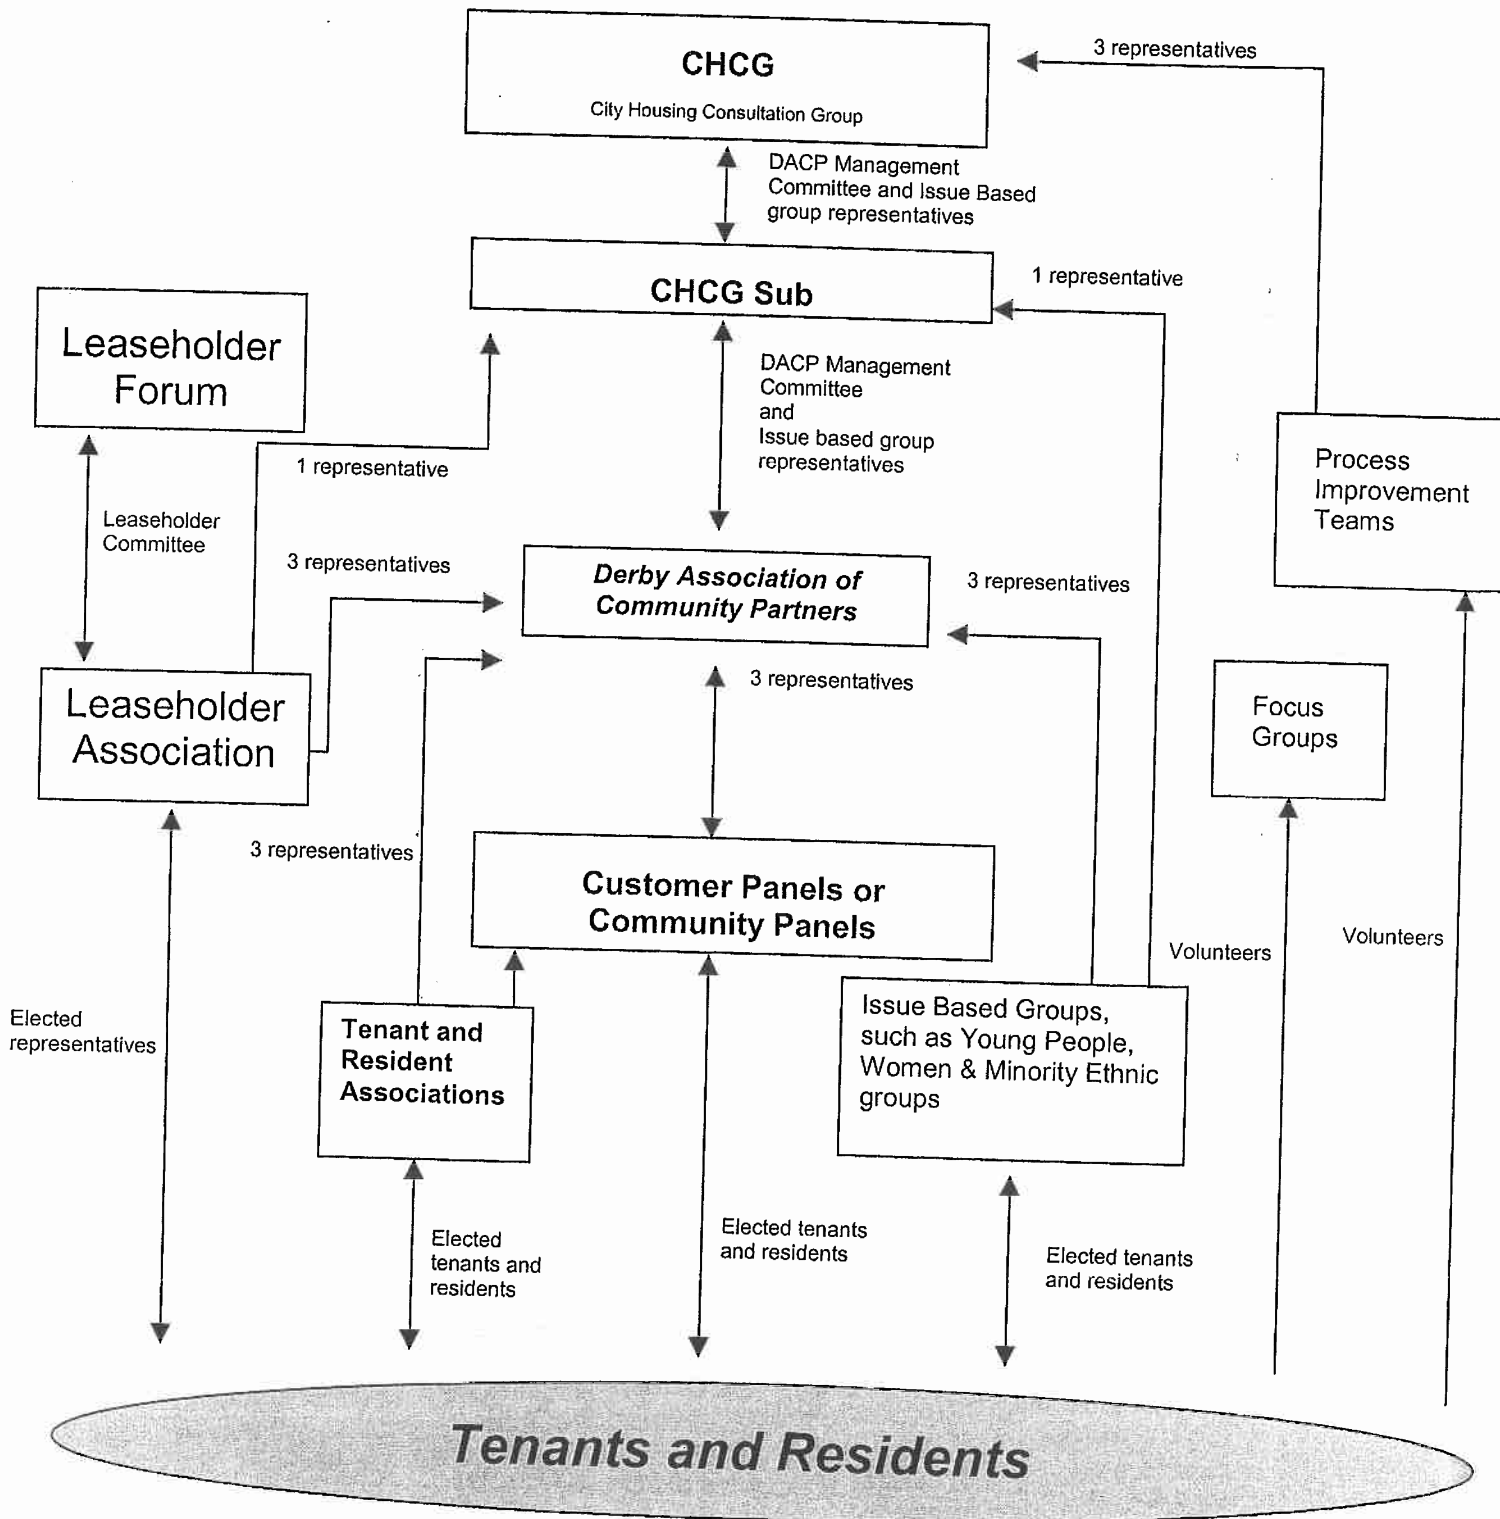 CHCG
City Housing Consultation Group
3 representatives
DACP Management
Committee and Issue Based
group representatives
CHCG Sub
1 representative
Leaseholder
Forum
DACP Management
Committee
and
Issue based group
representatives
1 representative
Process
Improvement
Teams
Leaseholder
Committee
3 representatives
Derby Association of
Community Partners
3 representatives
3 representatives
Leaseholder
Association
Focus
Groups
3 representatives
Customer Panels or
Community Panels
Volunteers
Volunteers
Elected
representatives
Tenant and
Resident
Associations
Issue Based Groups,
such as Young People,
Women & Minority Ethnic
groups
Elected
tenants and
residents
Elected tenants
and residents
Elected tenants
and residents
Tenants and Residents